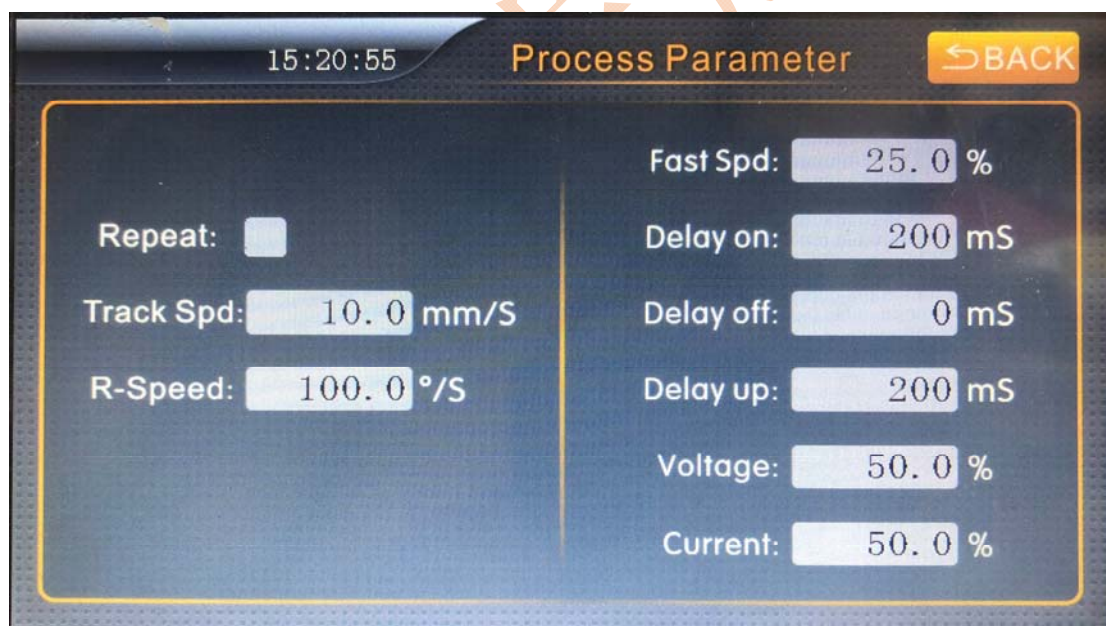 15:20:55 Process Parameter BACK
Repeat:
Track Spd: 10.0 mm/S
R-Speed: 100.0 °/S
Fast Spd: 25.0 %
Delay on: 200 mS
Delay off: 0 mS
Delay up: 200 mS
Voltage: 50.0 %
Current: 50.0 %